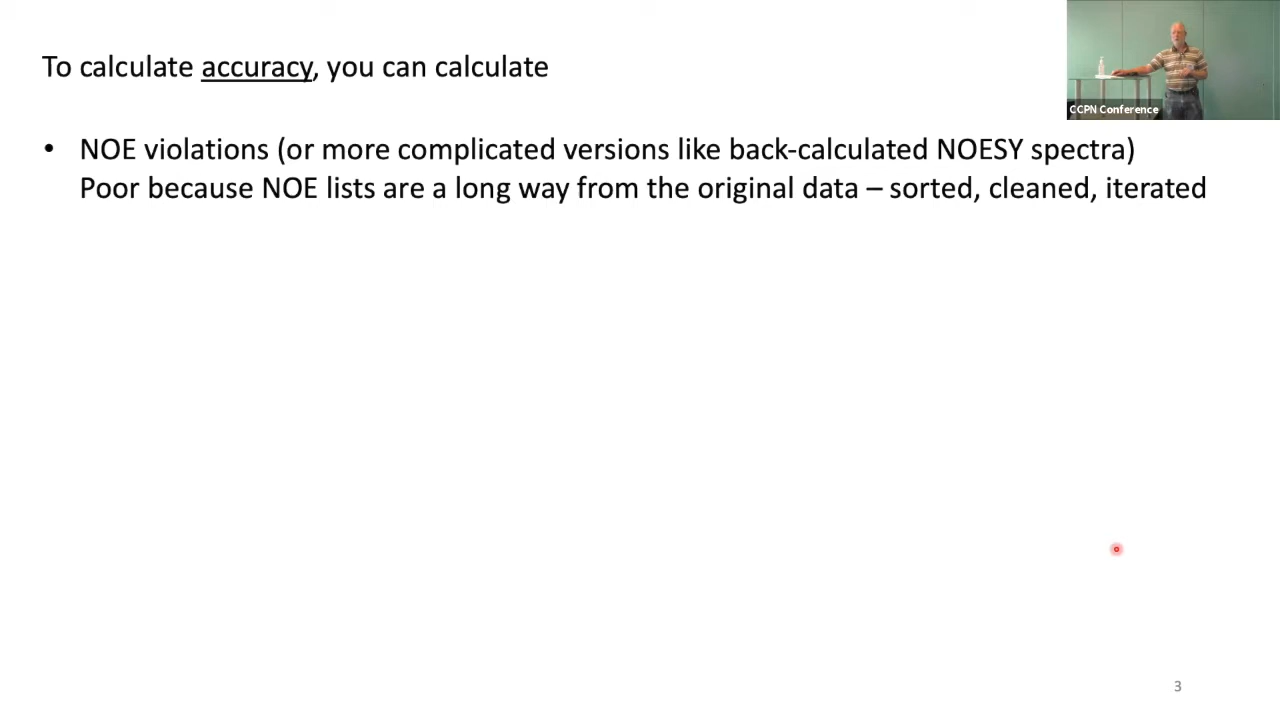 To calculate accuracy, you can calculate
CCPN Conference
• NOE violations (or more complicated versions like back-calculated NOESY spectra)
Poor because NOE lists are a long way from the original data – sorted, cleaned, iterated
3